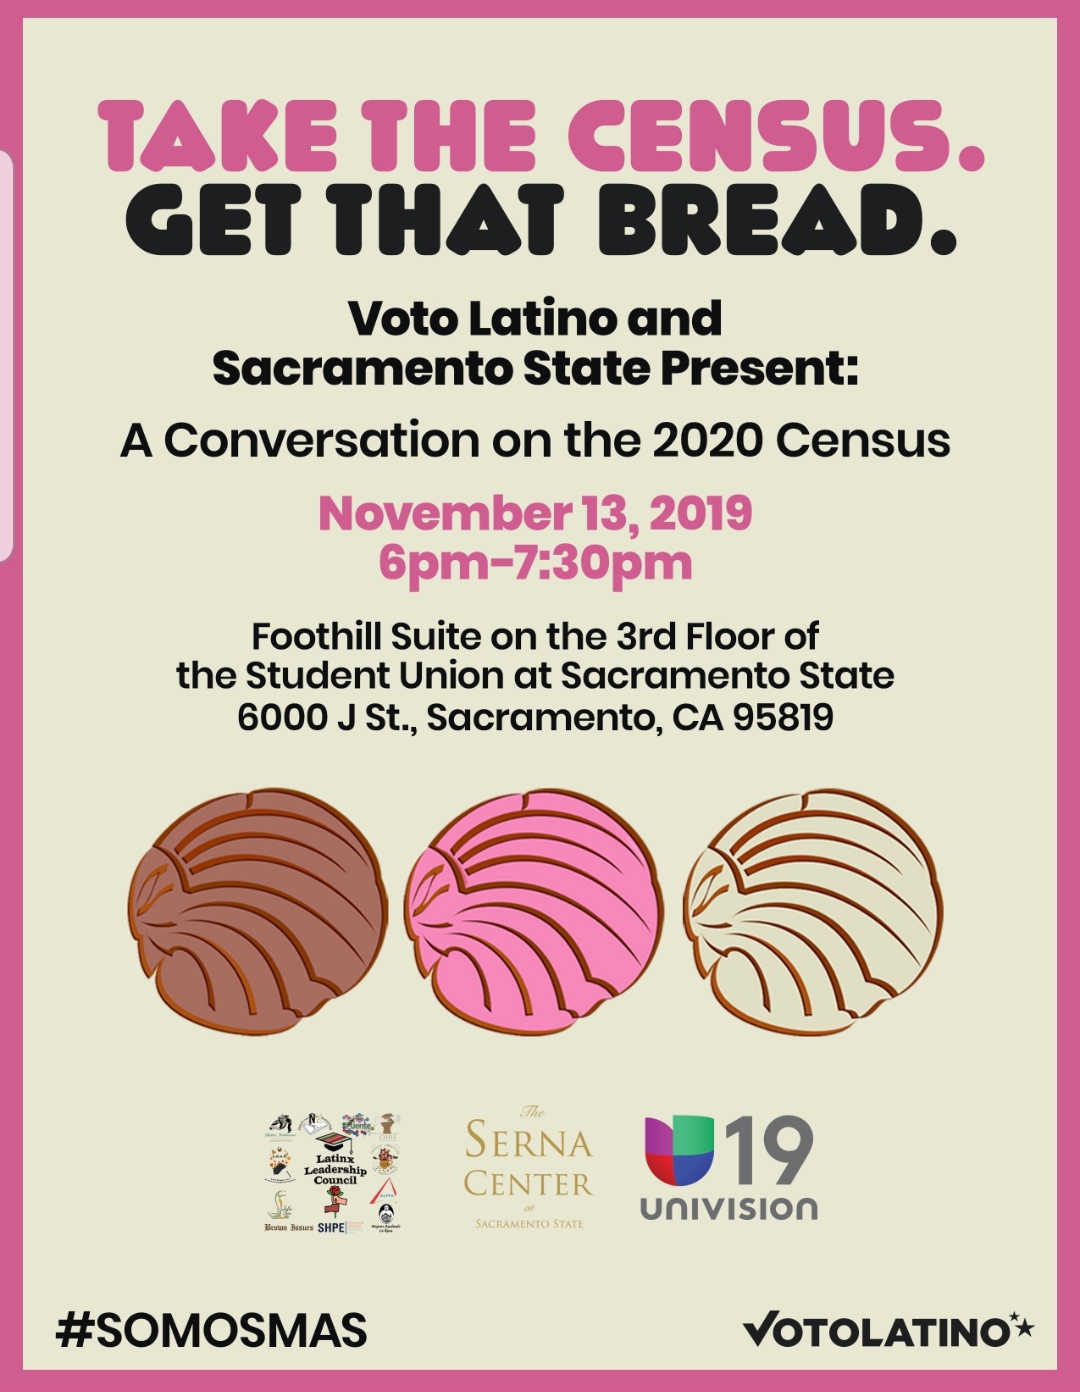 TAKE THE CENSUS.
GET THAT BREAD.
Voto Latino and
Sacramento State Present:
A Conversation on the 2020 Census
November 13, 2019
6pm-7:30pm
Foothill Suite on the 3rd Floor of
the Student Union at Sacramento State
6000 J St., Sacramento, CA 95819
Latinx
Leadership
Council
Brown Issues
SHPE
The
SERNA
CENTER
at
SACRAMENTO STATE
19
UNIVISION
#SOMOSMAS
VOTOLATINO